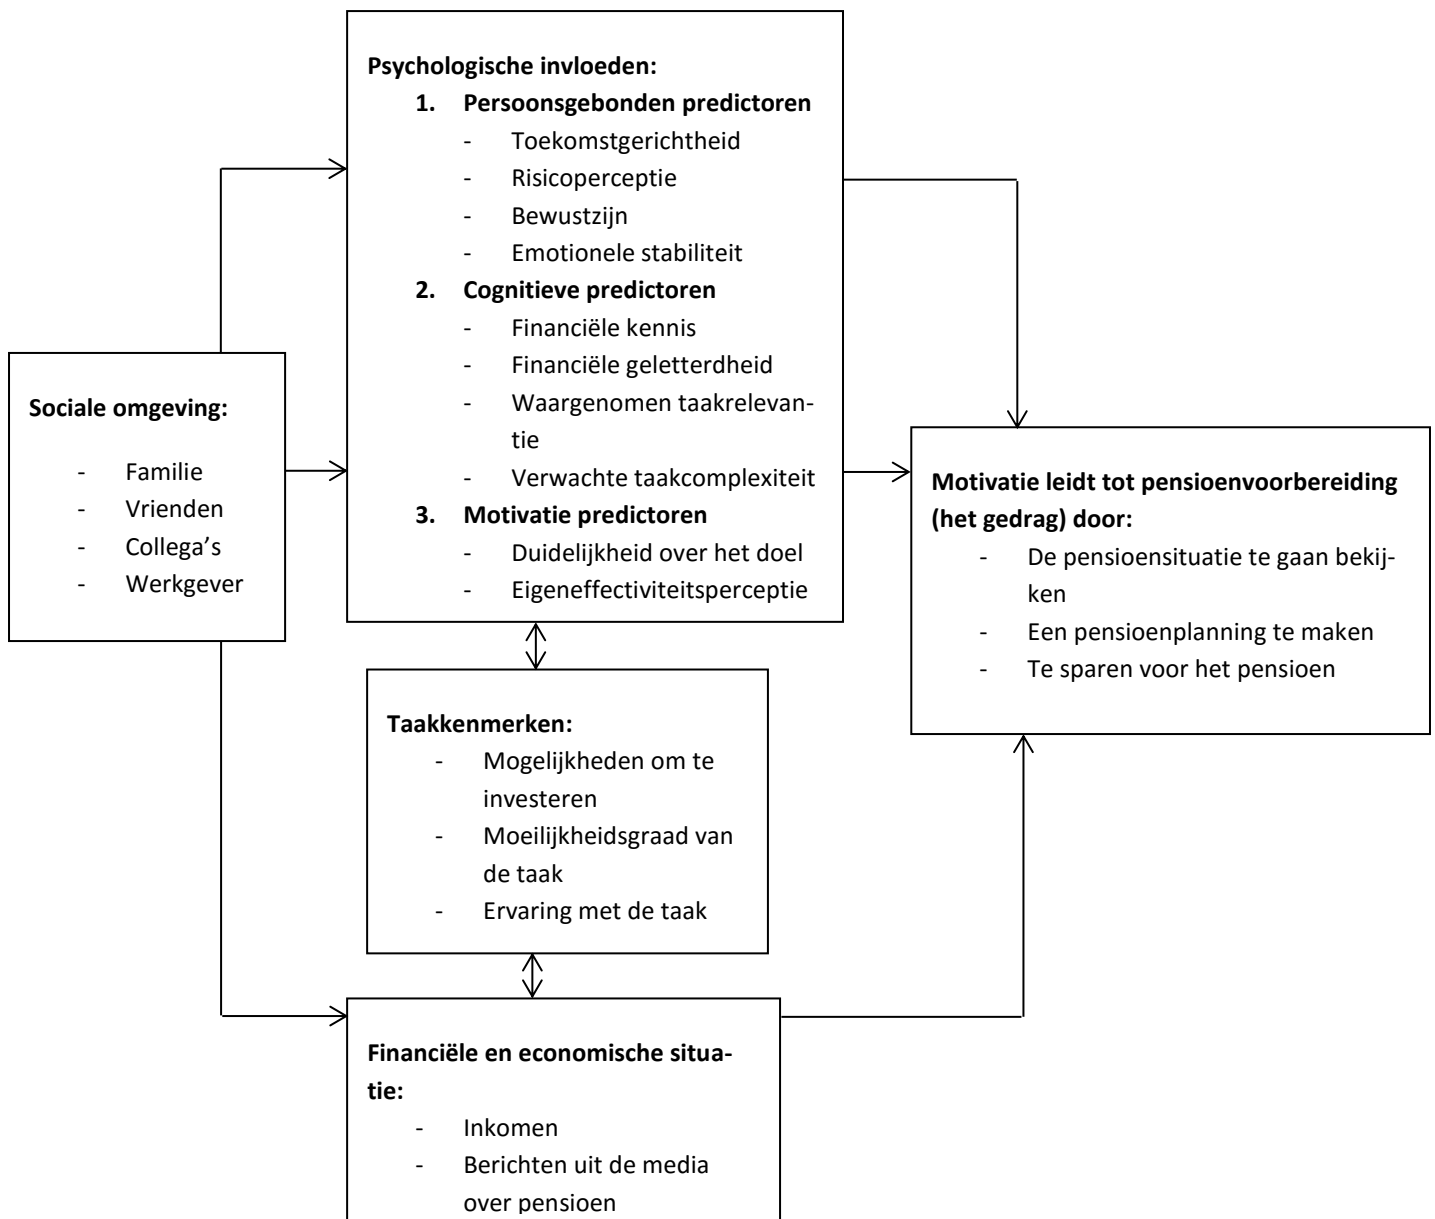 Psychologische invloeden:
1. Persoonsgebonden predictoren
- Toekomstgerichtheid
- Risicoperceptie
- Bewustzijn
- Emotionele stabiliteit
2. Cognitieve predictoren
- Financiële kennis
- Financiële geletterdheid
- Waargenomen taakrelevan-
tie
- Verwachte taakcomplexiteit
3. Motivatie predictoren
- Duidelijkheid over het doel
- Eigeneffectiviteitsperceptie
Sociale omgeving:
- Familie
- Vrienden
- Collega’s
- Werkgever
Motivatie leidt tot pensioenvoorbereiding
(het gedrag) door:
- De pensioensituatie te gaan bekij-
ken
- Een pensioenplanning te maken
- Te sparen voor het pensioen
Taakkenmerken:
- Mogelijkheden om te
investeren
- Moeilijkheidsgraad van
de taak
- Ervaring met de taak
Financiële en economische situa-
tie:
- Inkomen
- Berichten uit de media
over pensioen